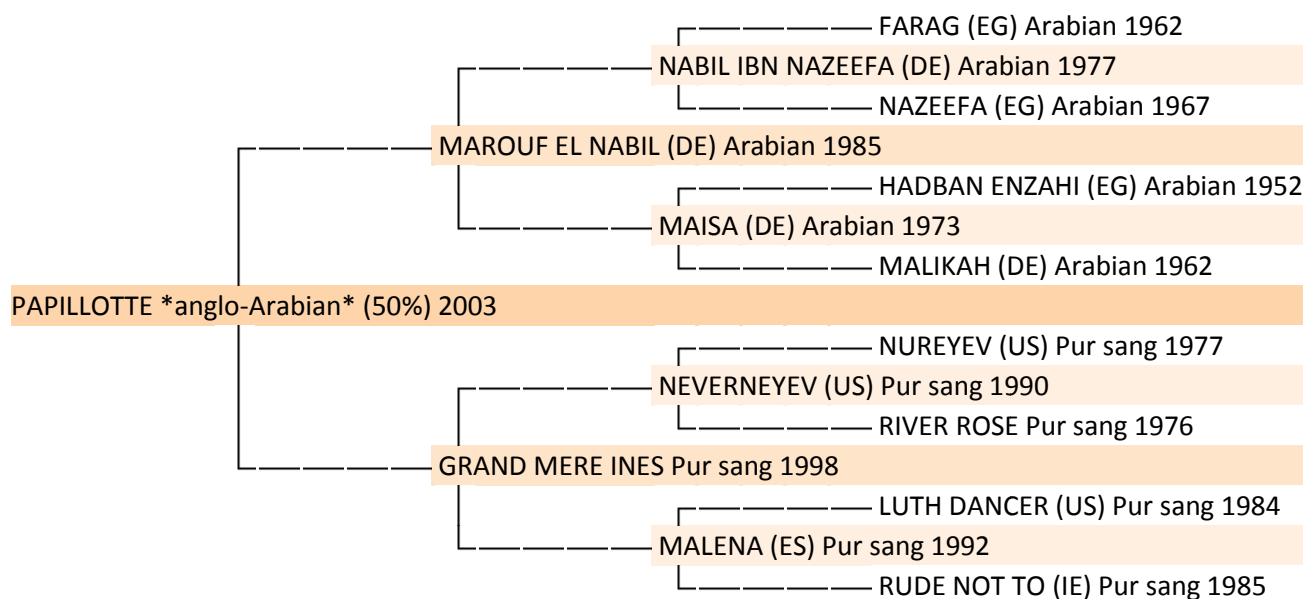 FARAG (EG) Arabian 1962
NABIL IBN NAZEEFA (DE) Arabian 1977
NAZEEFA (EG) Arabian 1967
MAROUF EL NABIL (DE) Arabian 1985
HADBAN ENZAHI (EG) Arabian 1952
MAISA (DE) Arabian 1973
MALIKAH (DE) Arabian 1962
PAPILLOTTE *anglo-Arabian* (50%) 2003
NUREYEV (US) Pur sang 1977
NEVERNEYEV (US) Pur sang 1990
RIVER ROSE Pur sang 1976
GRAND MERE INES Pur sang 1998
LUTH DANCER (US) Pur sang 1984
MALENA (ES) Pur sang 1992
RUDE NOT TO (IE) Pur sang 1985